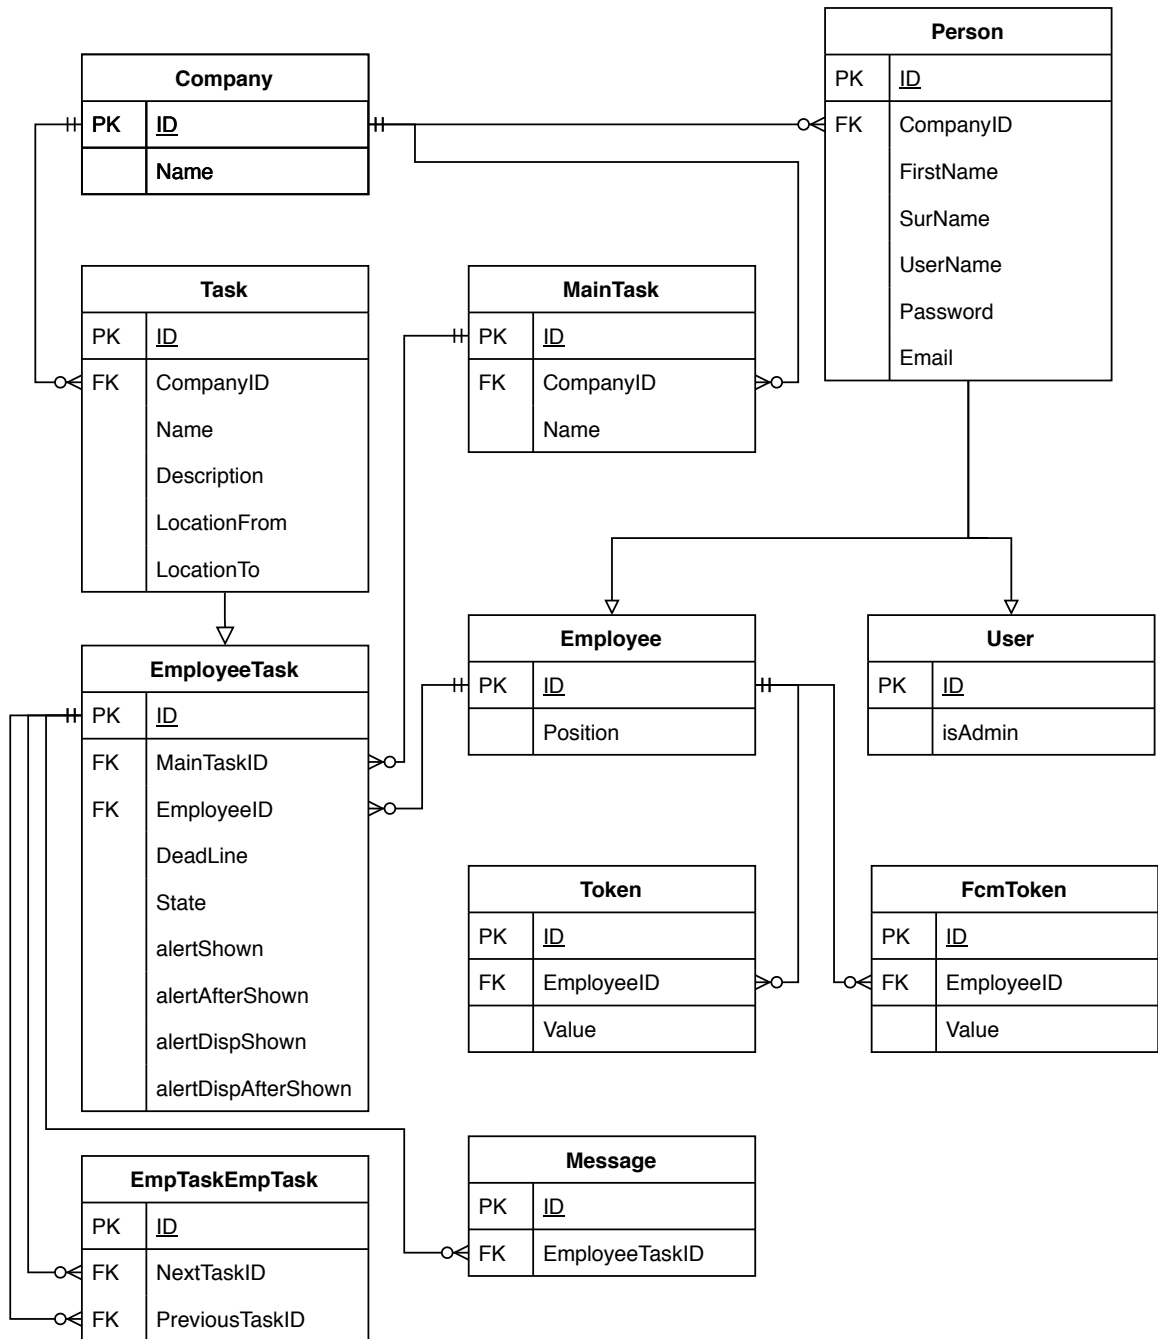 Person
PK ID
FK CompanyID
FirstName
SurName
UserName
Password
Email
Company
PK ID
Name
Task
PK ID
FK CompanyID
Name
Description
LocationFrom
LocationTo
MainTask
PK ID
FK CompanyID
Name
EmployeeTask
PK ID
FK MainTaskID
FK EmployeeID
DeadLine
State
alertShown
alertAfterShown
alertDispShown
alertDispAfterShown
Employee
PK ID
Position
User
PK ID
isAdmin
Token
PK ID
FK EmployeeID
Value
FcmToken
PK ID
FK EmployeeID
Value
EmpTaskEmpTask
PK ID
FK NextTaskID
FK PreviousTaskID
Message
PK ID
FK EmployeeTaskID